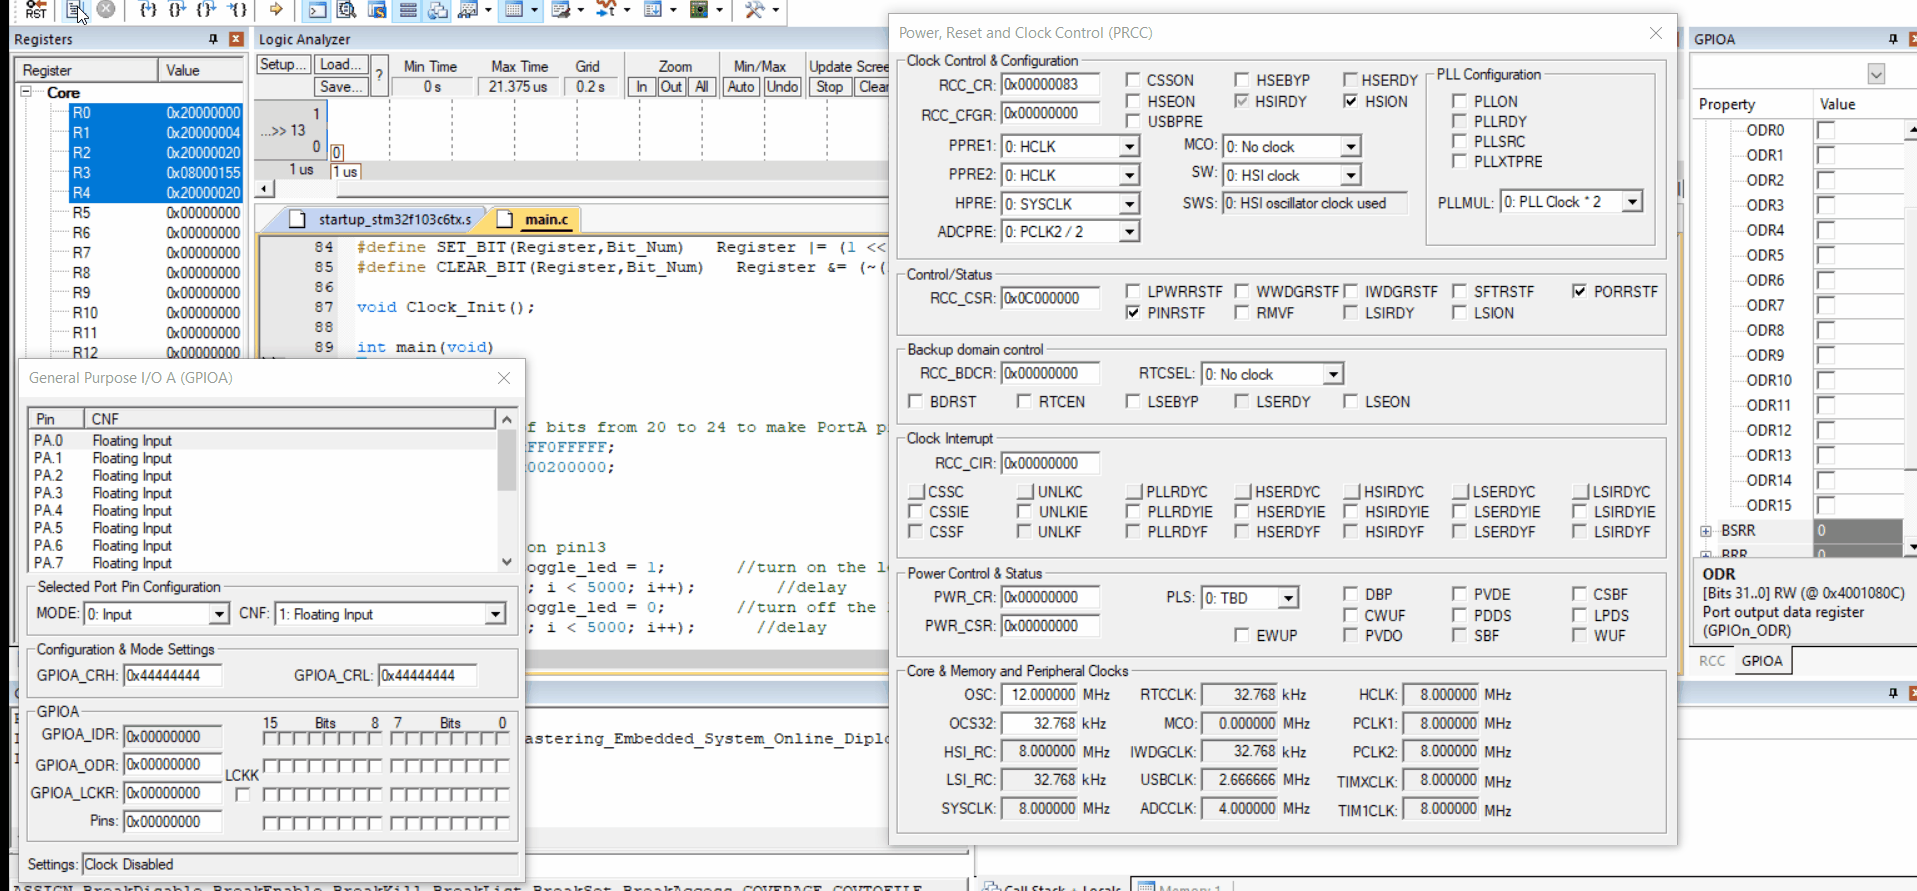 RST
Registers
Register Value
Core
R0 0x20000000
R1 0x20000004
R2 0x20000020
R3 0x08000155
R4 0x20000020
R5 0x00000000
R6 0x00000000
R7 0x00000000
R8 0x00000000
R9 0x00000000
R10 0x00000000
R11 0x00000000
R12 0x00000000
Logic Analyzer
Setup... Load... Save... ?
Min Time Max Time Grid Zoom Min/Max Update Scree
0 s 21.375 us 0.2 s In Out All Auto Undo Stop Clear
1
...>> 13
0
0
1 us 1 us
startup_stm32f103c6tx.s main.c
84 #define SET_BIT(Register,Bit_Num) Register |= (1 <<
85 #define CLEAR_BIT(Register,Bit_Num) Register &= (~(
86
87 void Clock_Init();
88
89 int main(void)
f bits from 20 to 24 to make PortA p
FF0FFFFF;
00200000;
on pin13
oggle_led = 1; //turn on the l
; i < 5000; i++); //delay
oggle_led = 0; //turn off the
; i < 5000; i++); //delay
astering_Embedded_System_Online_Diplo
General Purpose I/O A (GPIOA)
Pin CNF
PA.0 Floating Input
PA.1 Floating Input
PA.2 Floating Input
PA.3 Floating Input
PA.4 Floating Input
PA.5 Floating Input
PA.6 Floating Input
PA.7 Floating Input
Selected Port Pin Configuration
MODE: 0: Input CNF: 1: Floating Input
Configuration & Mode Settings
GPIOA_CRH: 0x44444444 GPIOA_CRL: 0x44444444
GPIOA
15 Bits 8 7 Bits 0
GPIOA_IDR: 0x00000000
GPIOA_ODR: 0x00000000
LCKK
GPIOA_LCKR: 0x00000000
Pins: 0x00000000
Settings: Clock Disabled
ASSIGN BreakDisable BreakEnable BreakKill BreakList BreakSet BreakAccess COVERAGE COVTOFILE
Call Stack + Locals Memory 1
Power, Reset and Clock Control (PRCC)
Clock Control & Configuration
RCC_CR: 0x00000083 CSSON HSEBYP HSERDY
HSEON HSIRDY HSION
RCC_CFGR: 0x00000000 USBPRE
PPRE1: 0: HCLK MCO: 0: No clock
PPRE2: 0: HCLK SW: 0: HSI clock
HPRE: 0: SYSCLK SWS: 0: HSI oscillator clock used
ADCPRE: 0: PCLK2 / 2
PLL Configuration
PLLON
PLLRDY
PLLSRC
PLLXTPRE
PLLMUL: 0: PLL Clock * 2
Control/Status
RCC_CSR: 0x0C000000 LPWRRSTF WWDGRSTF IWDGRSTF SFTRSTF PORRSTF
PINRSTF RMVF LSIRDY LSION
Backup domain control
RCC_BDCR: 0x00000000 RTCSEL: 0: No clock
BDRST RTCEN LSEBYP LSERDY LSEON
Clock Interrupt
RCC_CIR: 0x00000000
CSSC UNLKC PLLRDYC HSERDYC HSIRDYC LSERDYC LSIRDYC
CSSIE UNLKIE PLLRDYIE HSERDYIE HSIRDYIE LSERDYIE LSIRDYIE
CSSF UNLKF PLLRDYF HSERDYF HSIRDYF LSERDYF LSIRDYF
Power Control & Status
PWR_CR: 0x00000000 PLS: 0: TBD DBP PVDE CSBF
CWUF PDDS LPDS
PWR_CSR: 0x00000000 EWUP PVDO SBF WUF
Core & Memory and Peripheral Clocks
OSC: 12.000000 MHz RTCCLK: 32.768 kHz HCLK: 8.000000 MHz
OCS32: 32.768 kHz MCO: 0.000000 MHz PCLK1: 8.000000 MHz
HSI_RC: 8.000000 MHz IWDGCLK: 32.768 kHz PCLK2: 8.000000 MHz
LSI_RC: 32.768 kHz USBCLK: 2.666666 MHz TIMXCLK: 8.000000 MHz
SYSCLK: 8.000000 MHz ADCCLK: 4.000000 MHz TIM1CLK: 8.000000 MHz
GPIOA
Property Value
ODR0
ODR1
ODR2
ODR3
ODR4
ODR5
ODR6
ODR7
ODR8
ODR9
ODR10
ODR11
ODR12
ODR13
ODR14
ODR15
BSRR 0
BRR 0
ODR
[Bits 31..0] RW (@ 0x4001080C)
Port output data register
(GPIOn_ODR)
RCC GPIOA